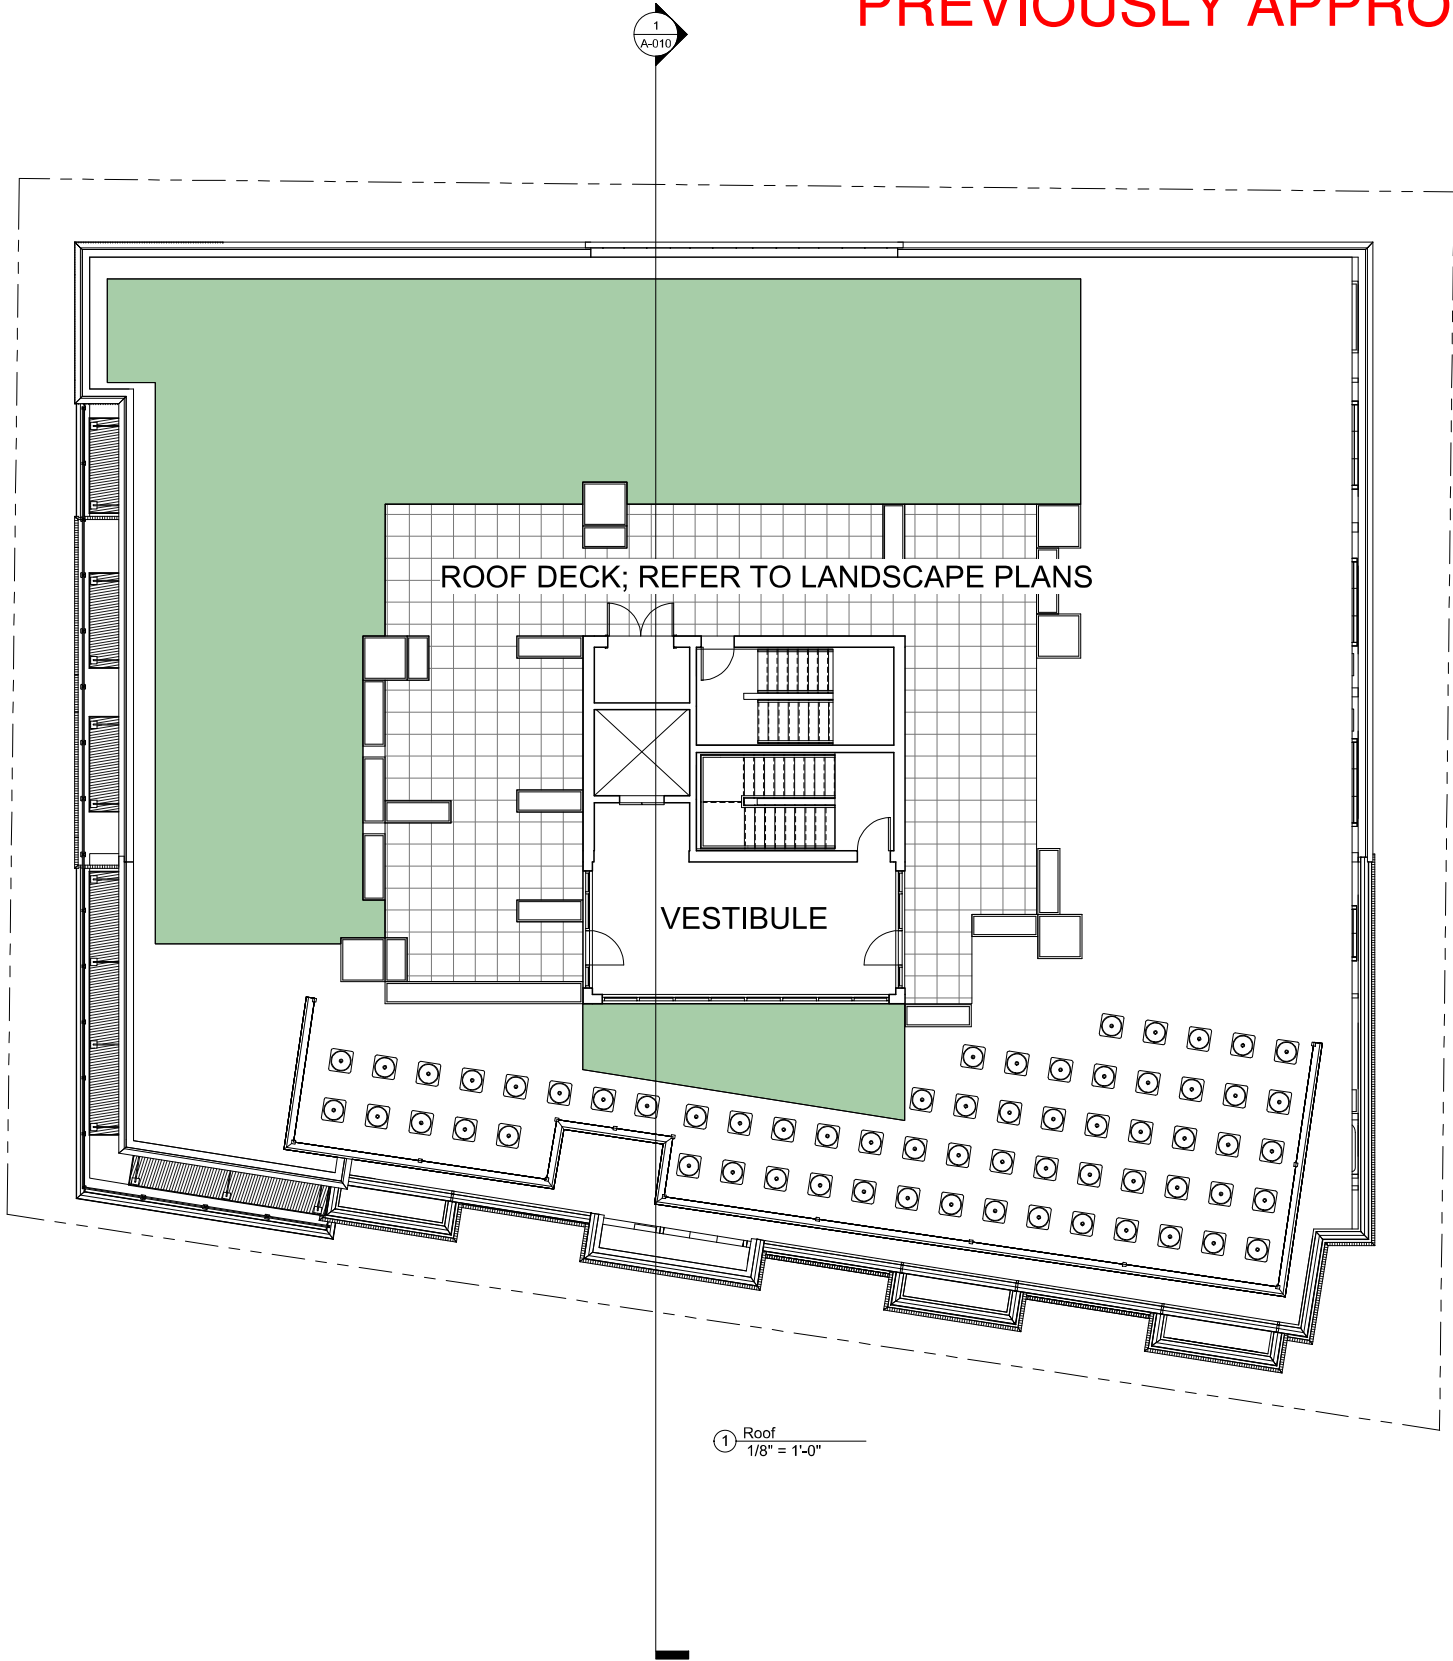 PREVIOUSLY APPRO
1
A-010
ROOF DECK; REFER TO LANDSCAPE PLANS
VESTIBULE
1
Roof
1/8" = 1'-0"